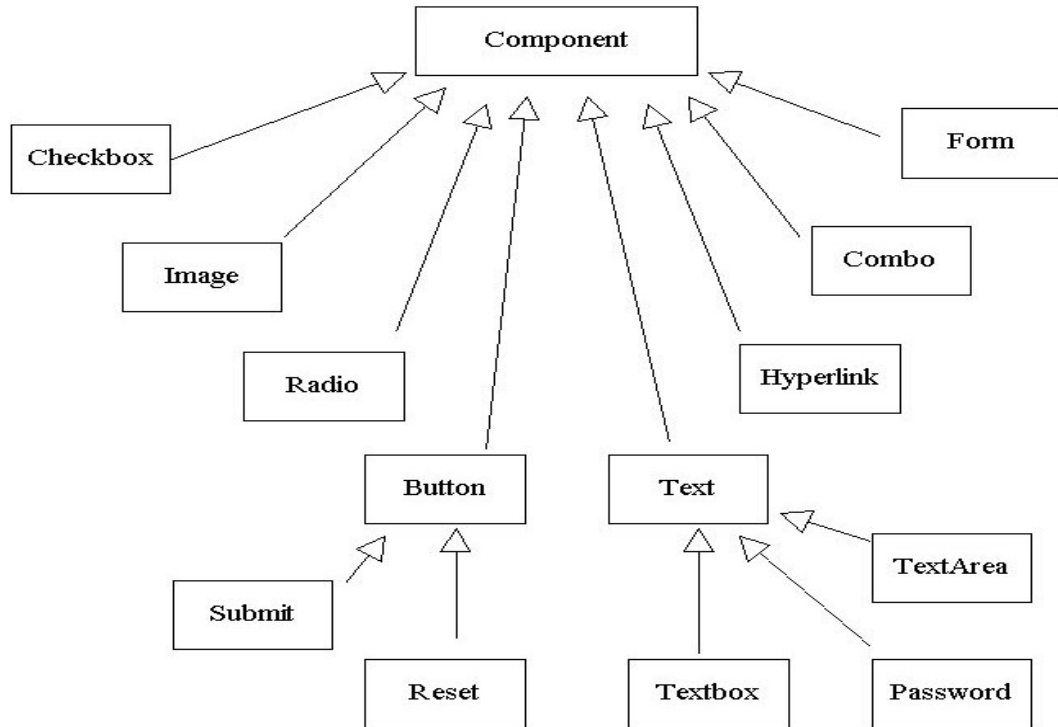 Component
Checkbox
Form
Image
Combo
Radio
Hyperlink
Button
Text
Submit
TextArea
Reset
Textbox
Password